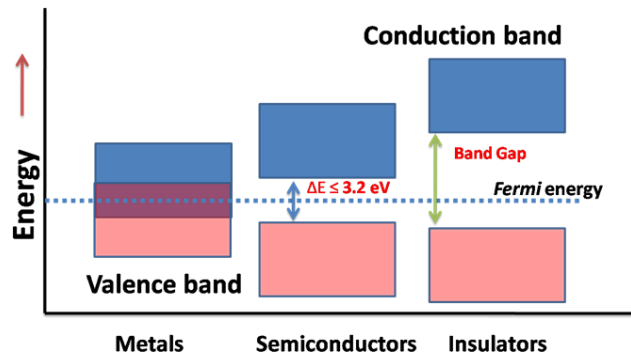 Conduction band
Band Gap
ΔE ≤ 3.2 eV
Fermi energy
Energy
Valence band
Metals
Semiconductors
Insulators